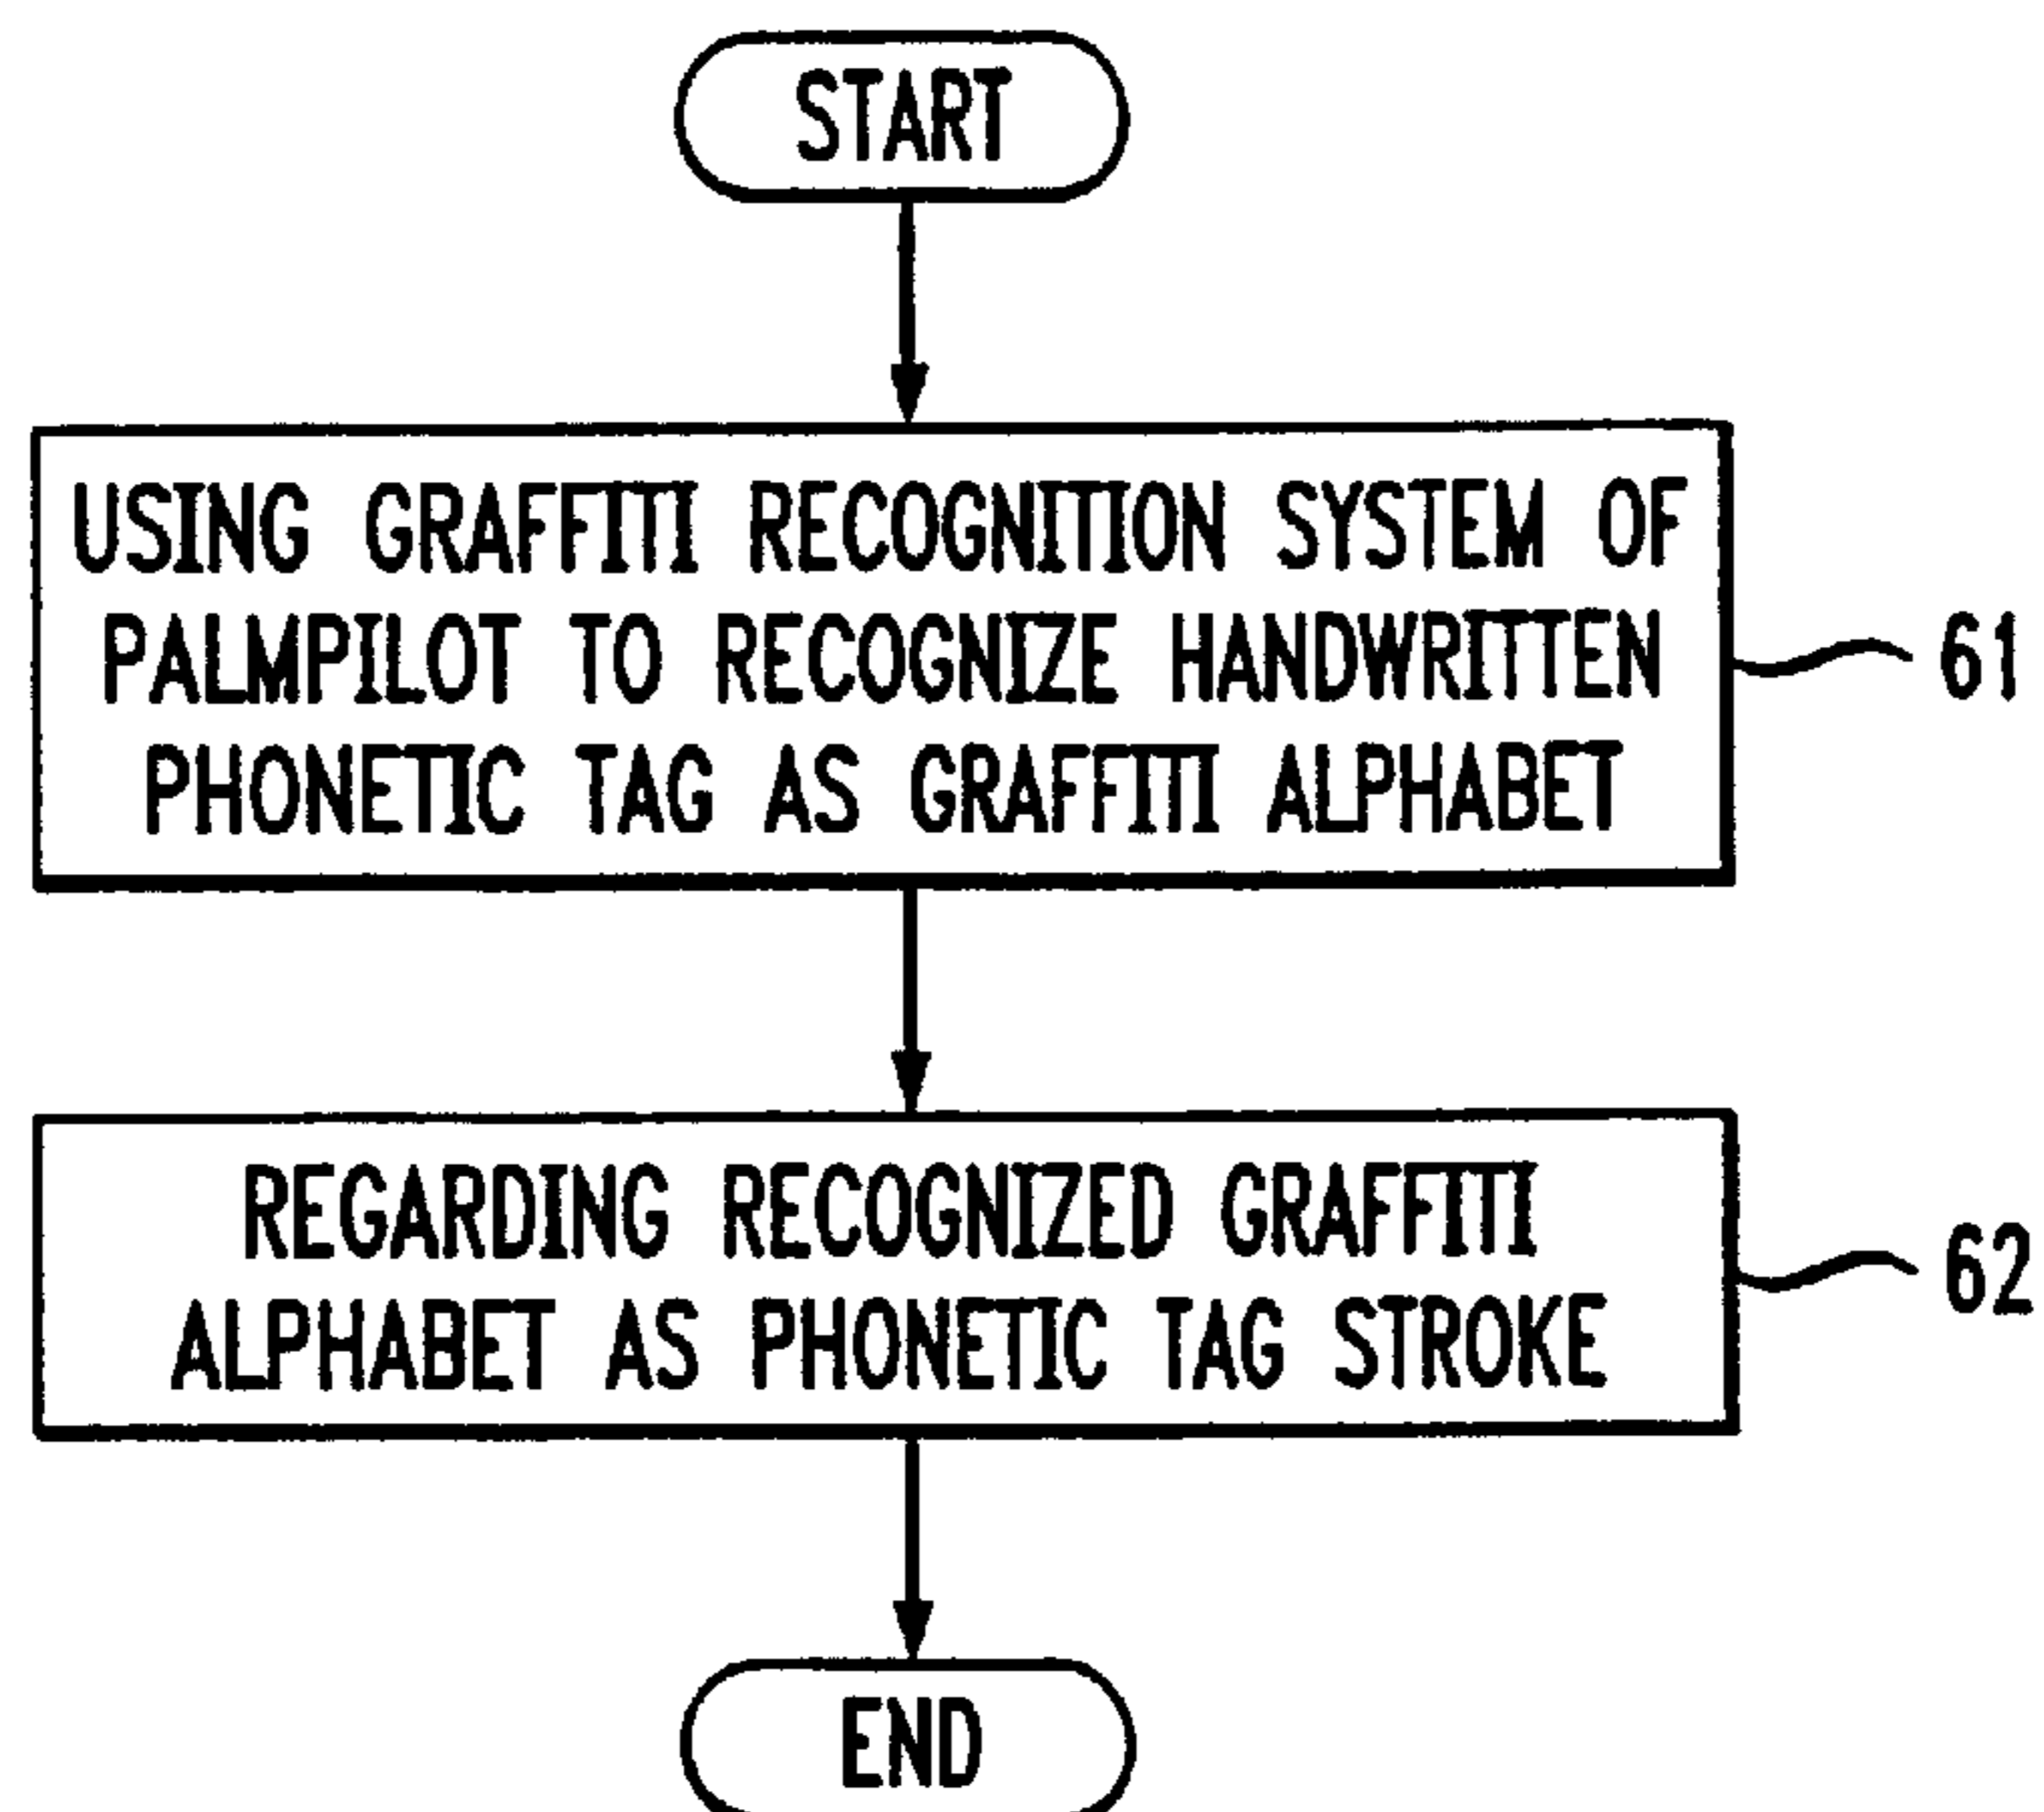 START
USING GRAFFITI RECOGNITION SYSTEM OF
PALMPILOT TO RECOGNIZE HANDWRITTEN
PHONETIC TAG AS GRAFFITI ALPHABET
61
REGARDING RECOGNIZED GRAFFITI
ALPHABET AS PHONETIC TAG STROKE
62
END